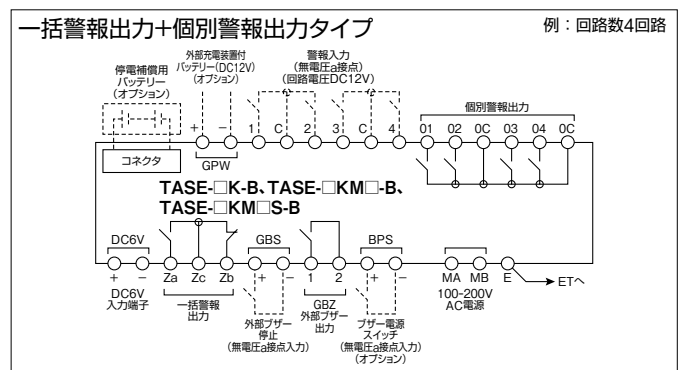 一括警報出力+個別警報出力タイプ
例：回路数4回路
停電補償用
バッテリー
（オプション）
外部充電装置付
バッテリー（DC12V）
（オプション）
警報入力
（無電圧a接点）
（回路電圧DC12V）
個別警報出力
コネクタ
+ − 1 C 2 3 C 4 01 02 0C 03 04 0C
GPW
TASE-□K-B、TASE-□KM□-B、
TASE-□KM□S-B
DC6V
GBS
BPS
+ − Za Zc Zb + − 1 2 + − MA MB E
ETへ
DC6V
入力端子
一括警報
出力
外部ブザー
停止
（無電圧a接点入力）
GBZ
外部ブザー
出力
ブザー電源
スイッチ
（無電圧a接点入力）
（オプション）
100-200V
AC電源